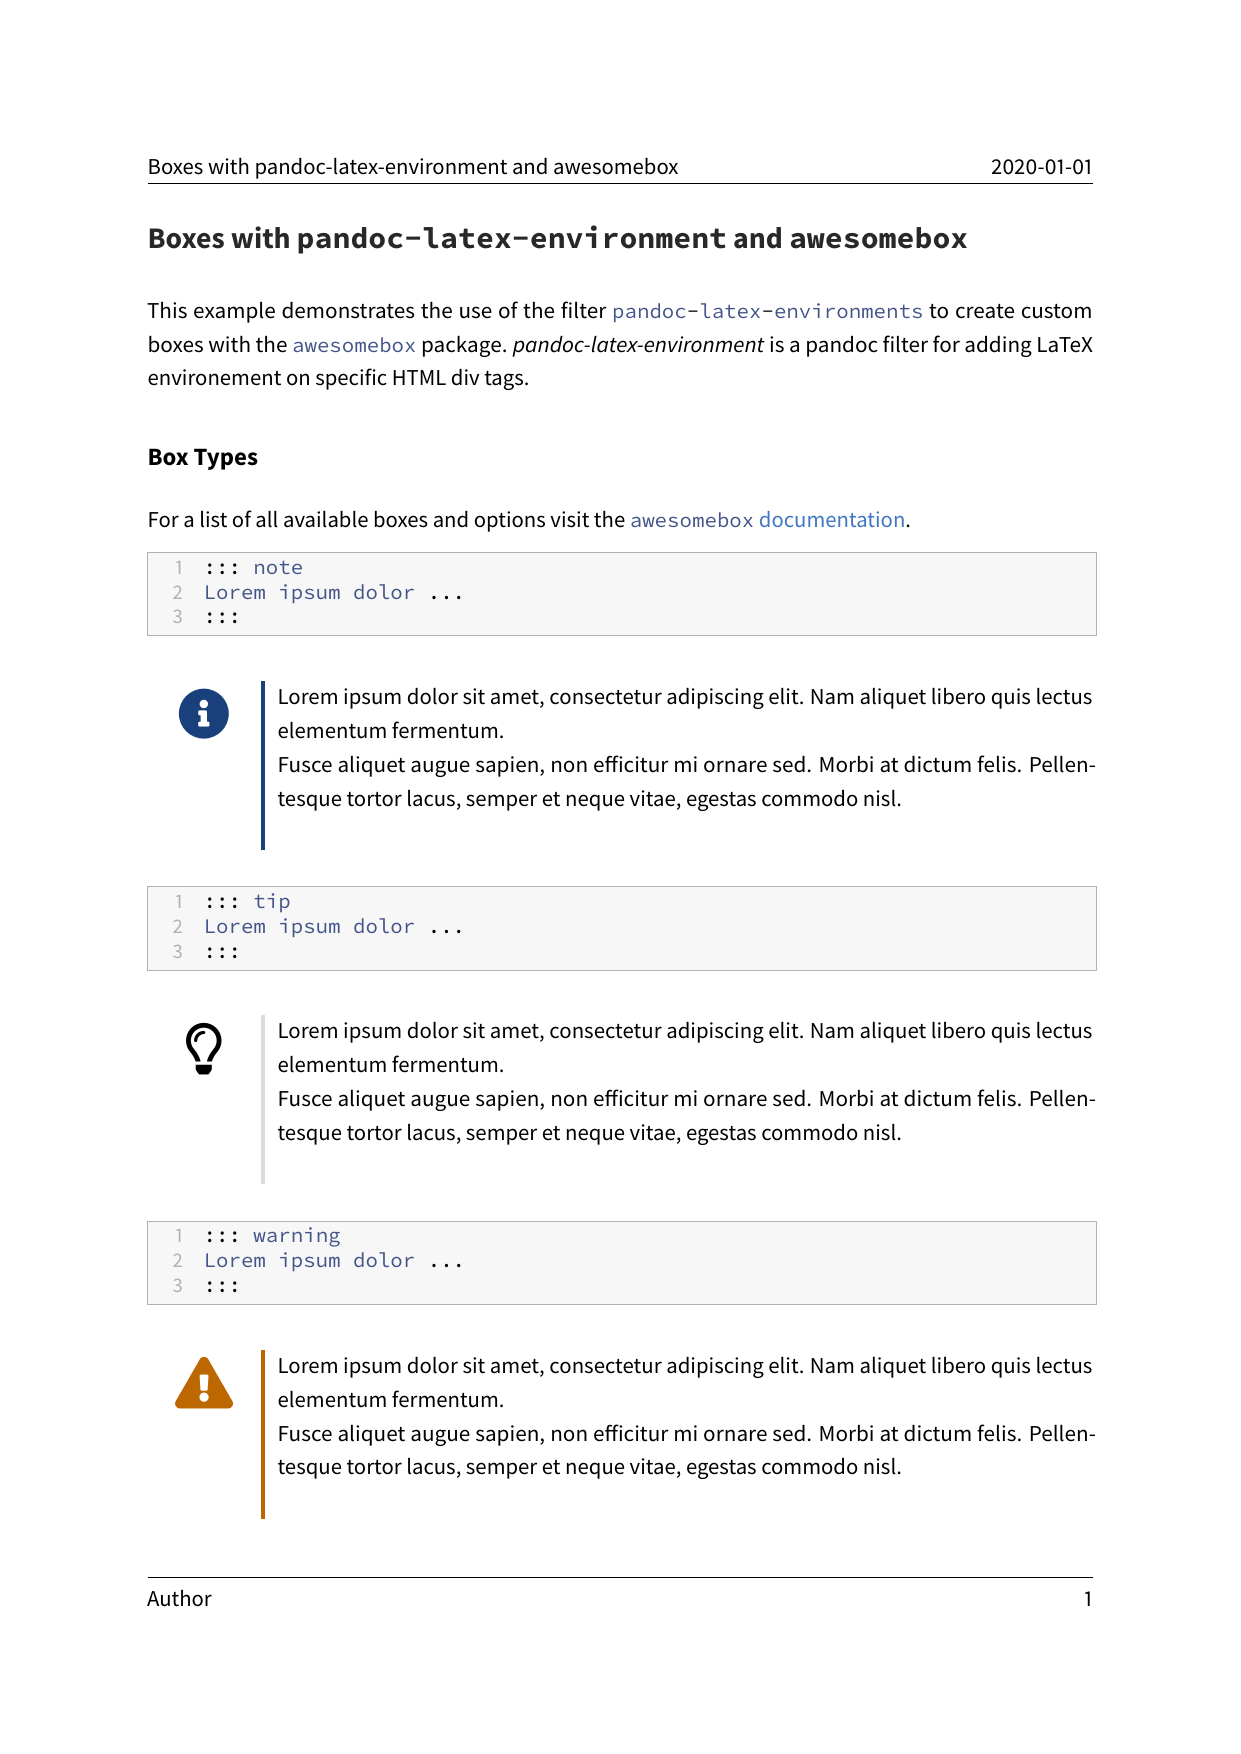 Boxes with pandoc-latex-environment and awesomebox 2020-01-01
Boxes with pandoc-latex-environment and awesomebox
This example demonstrates the use of the filter pandoc-latex-environments to create custom
boxes with the awesomebox package. pandoc-latex-environment is a pandoc filter for adding LaTeX
environement on specific HTML div tags.
Box Types
For a list of all available boxes and options visit the awesomebox documentation.
1 ::: note
2 Lorem ipsum dolor ...
3 :::
Lorem ipsum dolor sit amet, consectetur adipiscing elit. Nam aliquet libero quis lectus
elementum fermentum.
Fusce aliquet augue sapien, non efficitur mi ornare sed. Morbi at dictum felis. Pellen-
tesque tortor lacus, semper et neque vitae, egestas commodo nisl.
1 ::: tip
2 Lorem ipsum dolor ...
3 :::
Lorem ipsum dolor sit amet, consectetur adipiscing elit. Nam aliquet libero quis lectus
elementum fermentum.
Fusce aliquet augue sapien, non efficitur mi ornare sed. Morbi at dictum felis. Pellen-
tesque tortor lacus, semper et neque vitae, egestas commodo nisl.
1 ::: warning
2 Lorem ipsum dolor ...
3 :::
Lorem ipsum dolor sit amet, consectetur adipiscing elit. Nam aliquet libero quis lectus
elementum fermentum.
Fusce aliquet augue sapien, non efficitur mi ornare sed. Morbi at dictum felis. Pellen-
tesque tortor lacus, semper et neque vitae, egestas commodo nisl.
Author 1